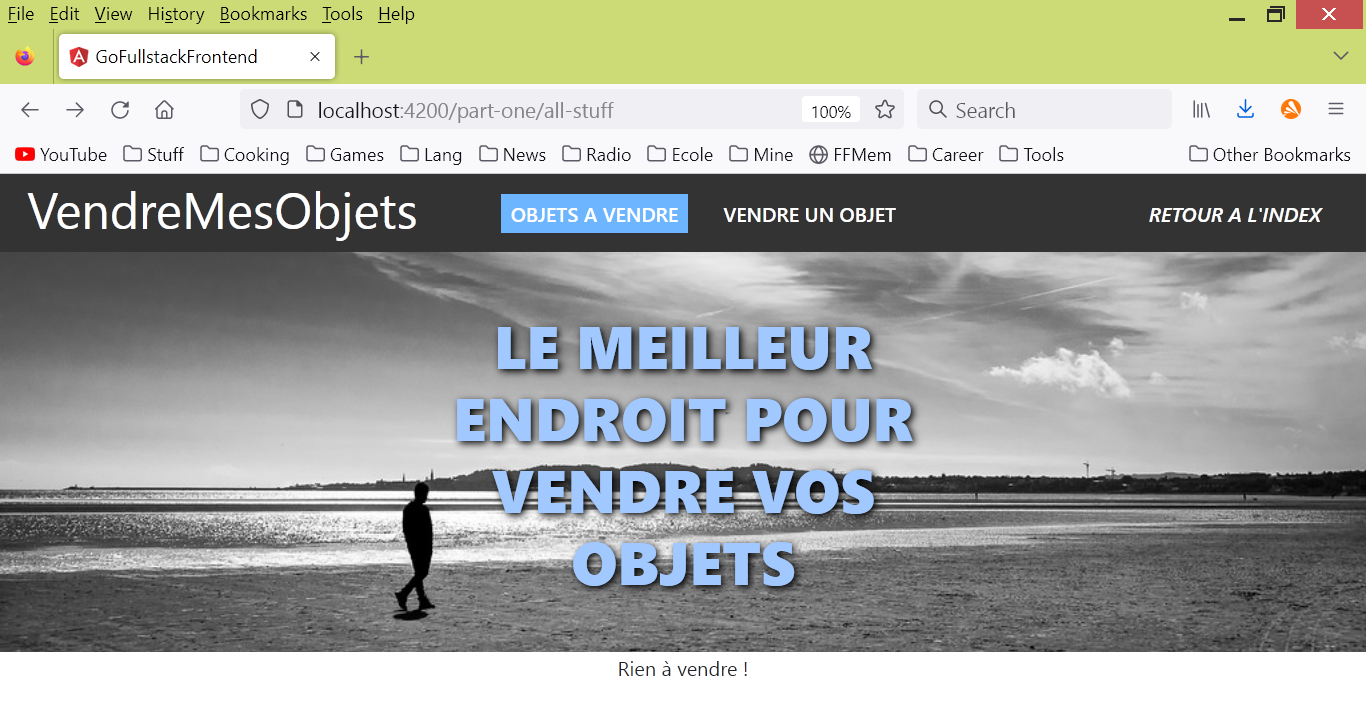 File Edit View History Bookmarks Tools Help
GoFullstackFrontend
localhost:4200/part-one/all-stuff 100% Search
YouTube Stuff Cooking Games Lang News Radio Ecole Mine FFMem Career Tools Other Bookmarks
VendreMesObjets OBJETS A VENDRE VENDRE UN OBJET RETOUR A L'INDEX
LE MEILLEUR
ENDROIT POUR
VENDRE VOS
OBJETS
Rien à vendre !